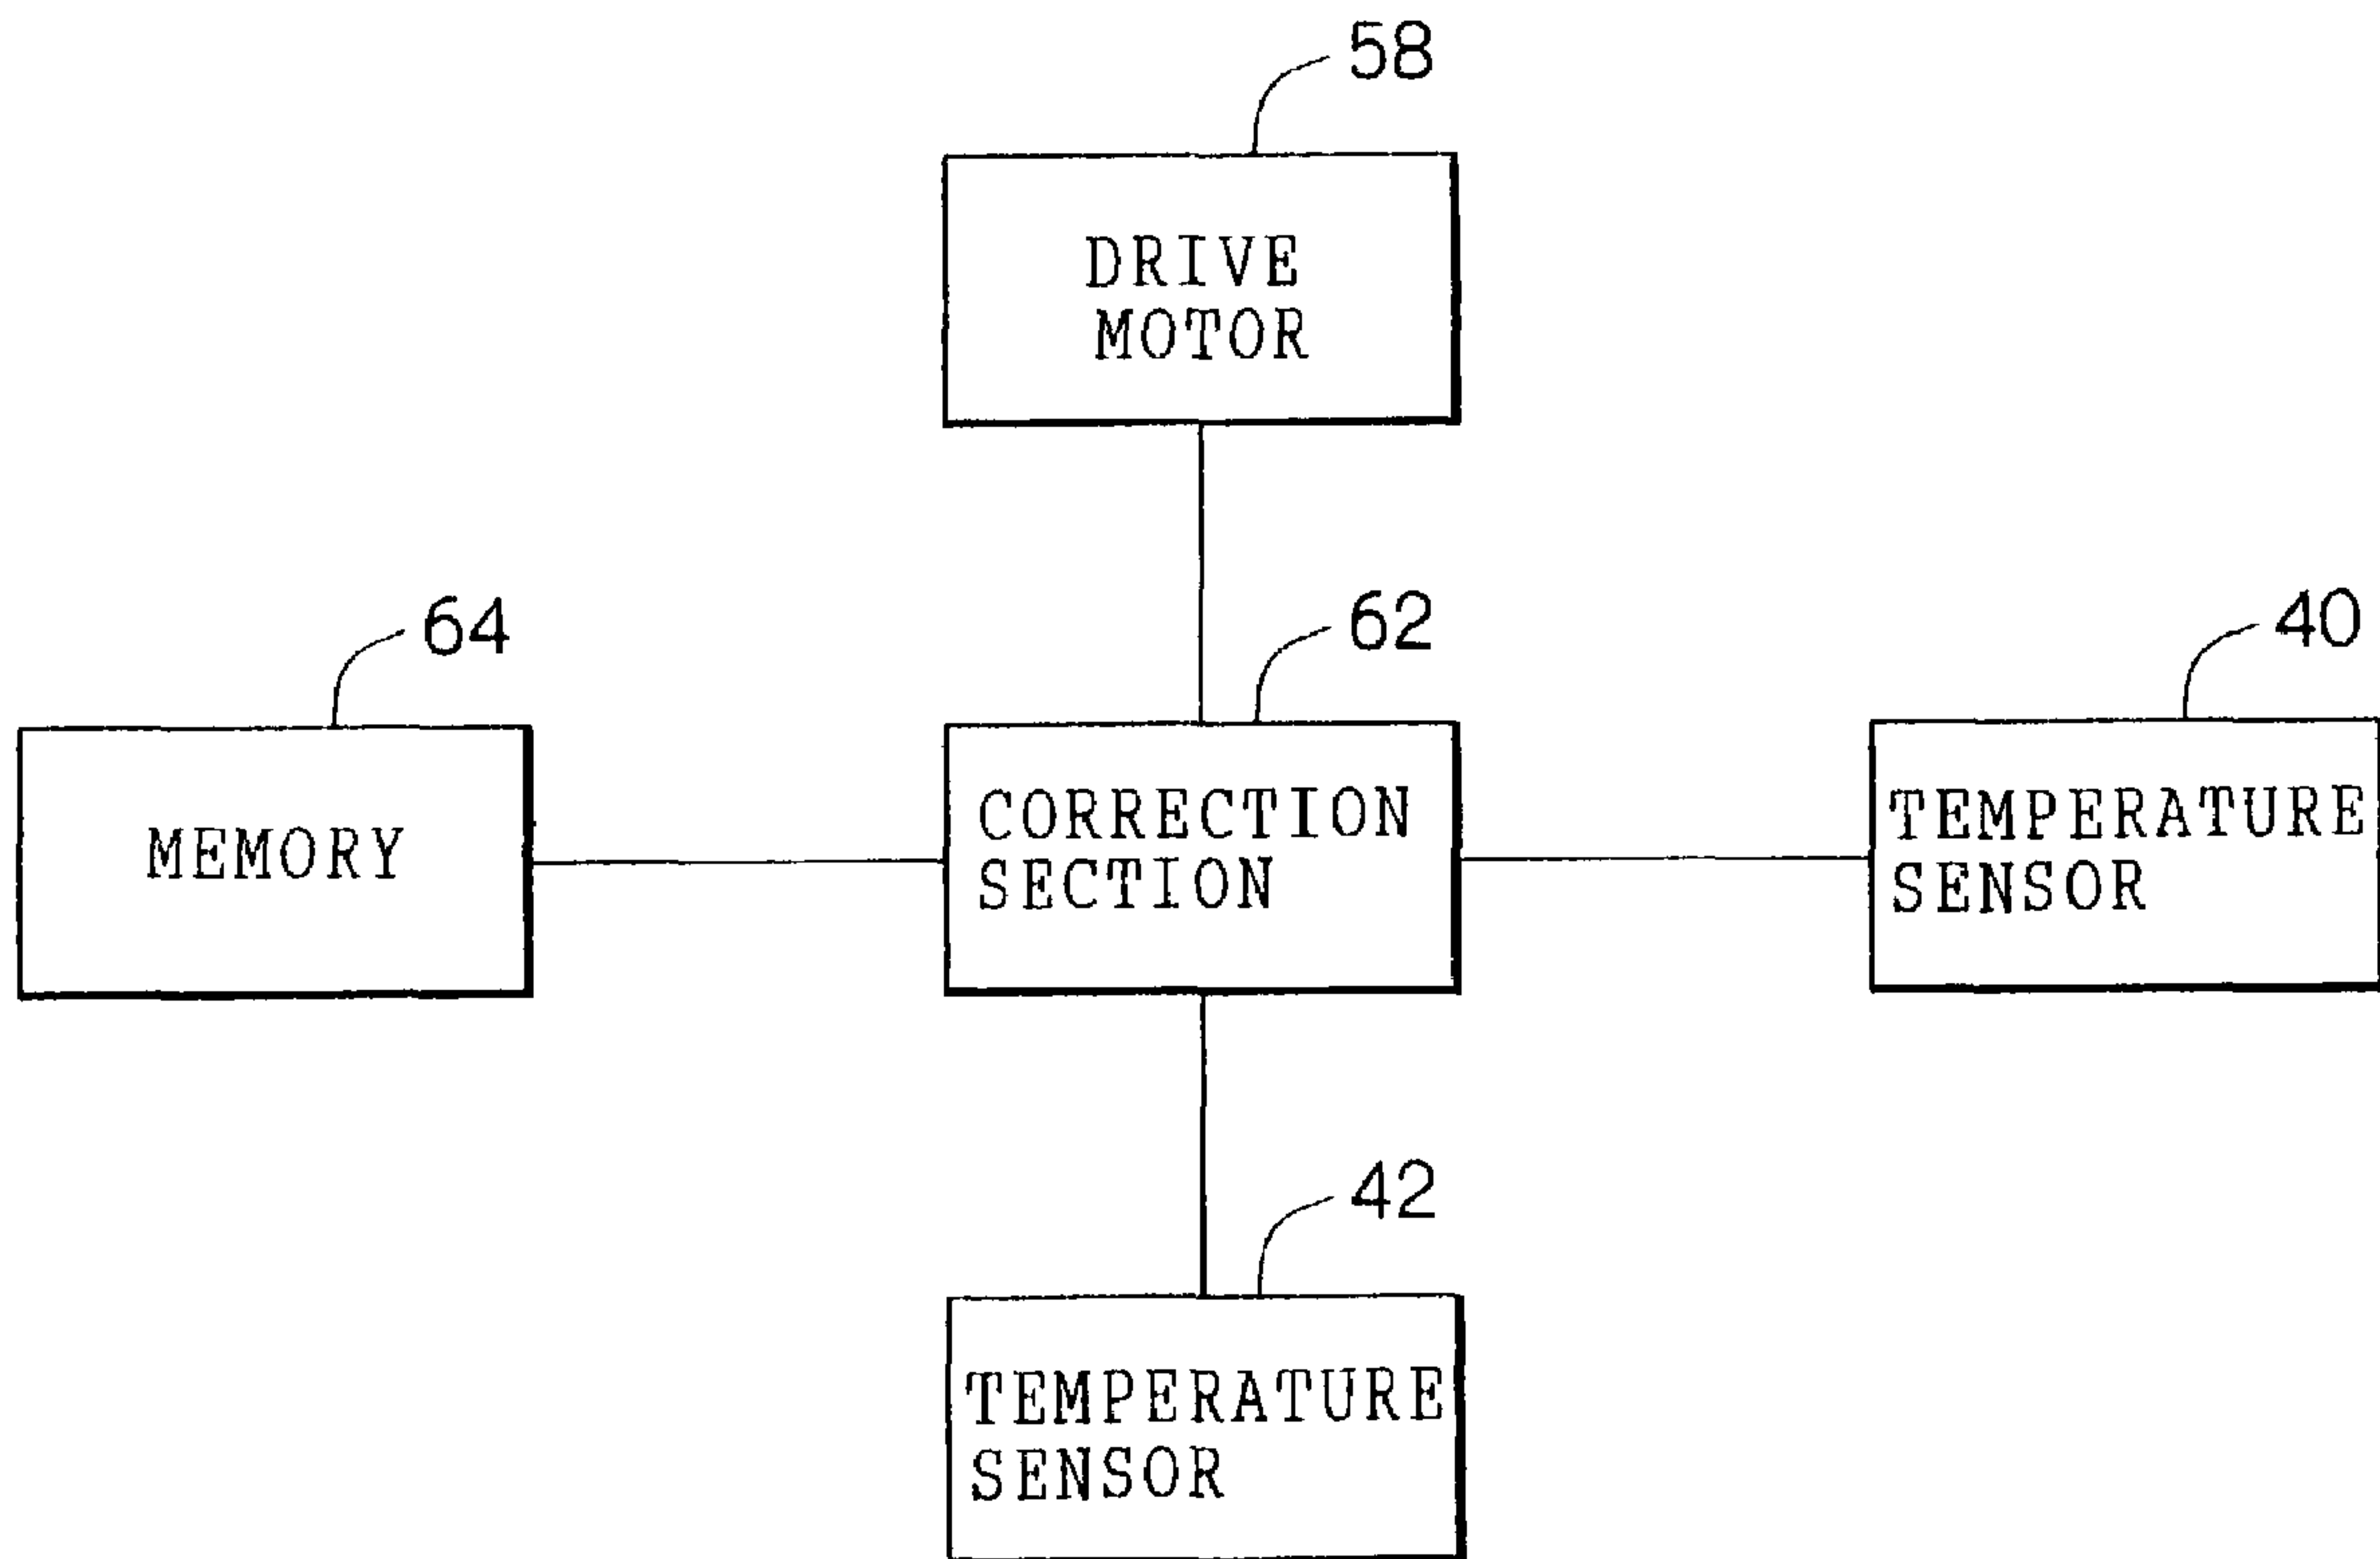 58
DRIVE
MOTOR
64
62
40
MEMORY
CORRECTION
SECTION
TEMPERATURE
SENSOR
42
TEMPERATURE
SENSOR